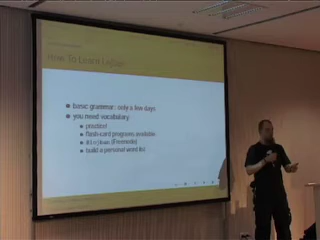 How To Learn Lojban
basic grammar: only a few days
you need vocabulary
practice!
flash-card programs available
#lojban (Freenode)
build a personal word list